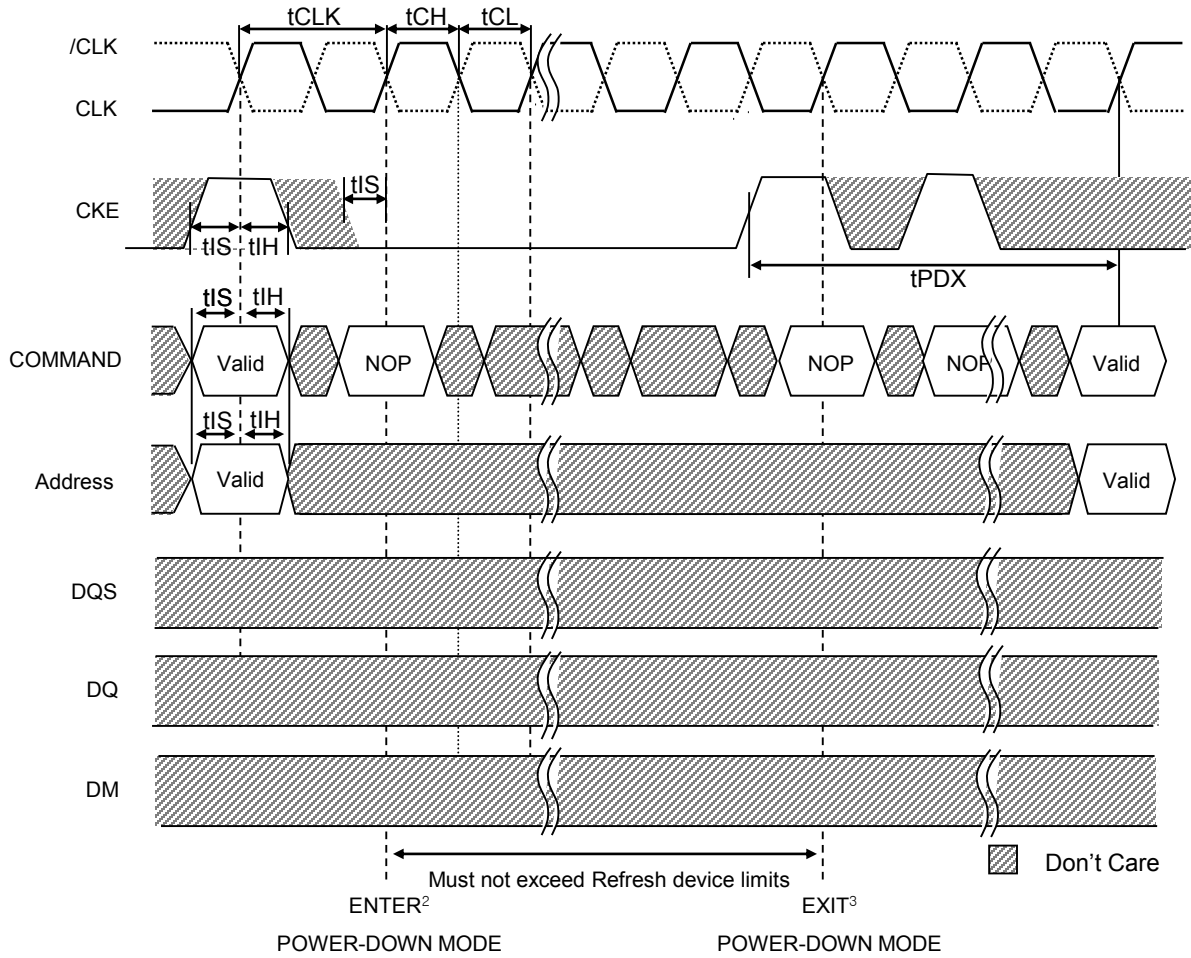 tCLK tCH tCL
/CLK
CLK
CKE
tIS
tIS tIH
tPDX
tIS tIH
COMMAND
Valid NOP NOP NOP Valid
tIS tIH
Address
Valid Valid
DQS
DQ
DM
Must not exceed Refresh device limits
Don't Care
ENTER² EXIT³
POWER-DOWN MODE POWER-DOWN MODE